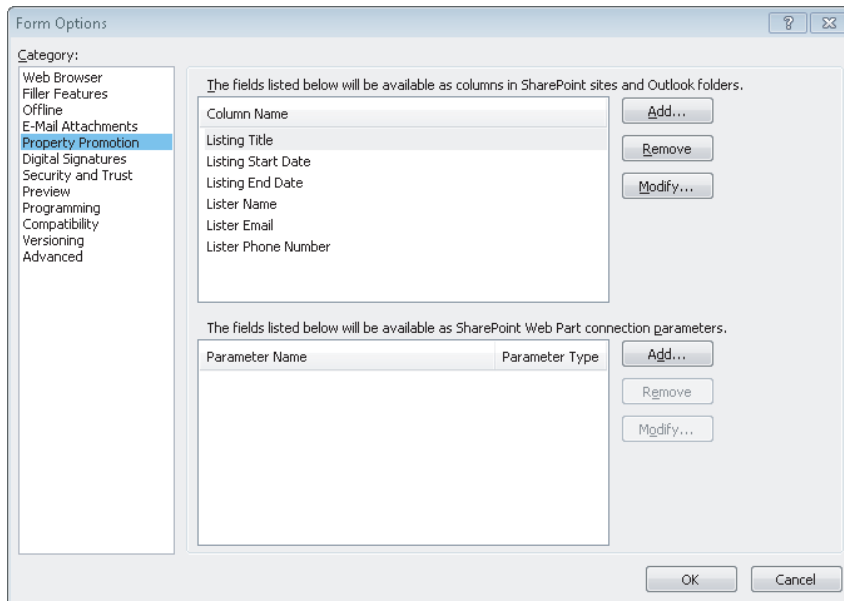 Form Options
Category:
Web Browser
Filler Features
Offline
E-Mail Attachments
Property Promotion
Digital Signatures
Security and Trust
Preview
Programming
Compatibility
Versioning
Advanced
The fields listed below will be available as columns in SharePoint sites and Outlook folders.
Column Name
Add...
Listing Title
Listing Start Date
Remove
Listing End Date
Modify...
Lister Name
Lister Email
Lister Phone Number
The fields listed below will be available as SharePoint Web Part connection parameters.
Parameter Name Parameter Type
Add...
Remove
Modify...
OK Cancel